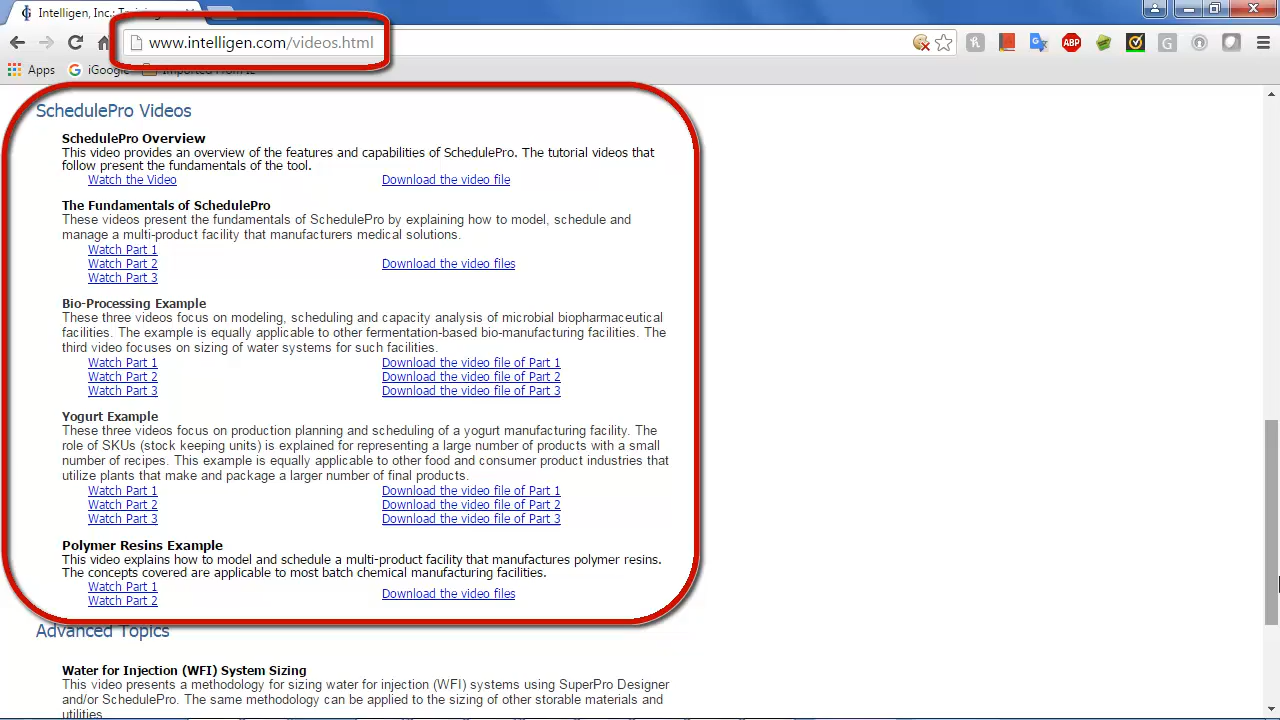 Intelligen, Inc.: Training
www.intelligen.com/videos.html
ABP
G
Apps
iGoogle
Imported From IE
SchedulePro Videos
SchedulePro Overview
This video provides an overview of the features and capabilities of SchedulePro. The tutorial videos that
follow present the fundamentals of the tool.
Watch the Video Download the video file
The Fundamentals of SchedulePro
These videos present the fundamentals of SchedulePro by explaining how to model, schedule and
manage a multi-product facility that manufacturers medical solutions.
Watch Part 1
Watch Part 2 Download the video files
Watch Part 3
Bio-Processing Example
These three videos focus on modeling, scheduling and capacity analysis of microbial biopharmaceutical
facilities. The example is equally applicable to other fermentation-based bio-manufacturing facilities. The
third video focuses on sizing of water systems for such facilities.
Watch Part 1 Download the video file of Part 1
Watch Part 2 Download the video file of Part 2
Watch Part 3 Download the video file of Part 3
Yogurt Example
These three videos focus on production planning and scheduling of a yogurt manufacturing facility. The
role of SKUs (stock keeping units) is explained for representing a large number of products with a small
number of recipes. This example is equally applicable to other food and consumer product industries that
utilize plants that make and package a larger number of final products.
Watch Part 1 Download the video file of Part 1
Watch Part 2 Download the video file of Part 2
Watch Part 3 Download the video file of Part 3
Polymer Resins Example
This video explains how to model and schedule a multi-product facility that manufactures polymer resins.
The concepts covered are applicable to most batch chemical manufacturing facilities.
Watch Part 1
Watch Part 2 Download the video files
Advanced Topics
Water for Injection (WFI) System Sizing
This video presents a methodology for sizing water for injection (WFI) systems using SuperPro Designer
and/or SchedulePro. The same methodology can be applied to the sizing of other storable materials and
utilities.